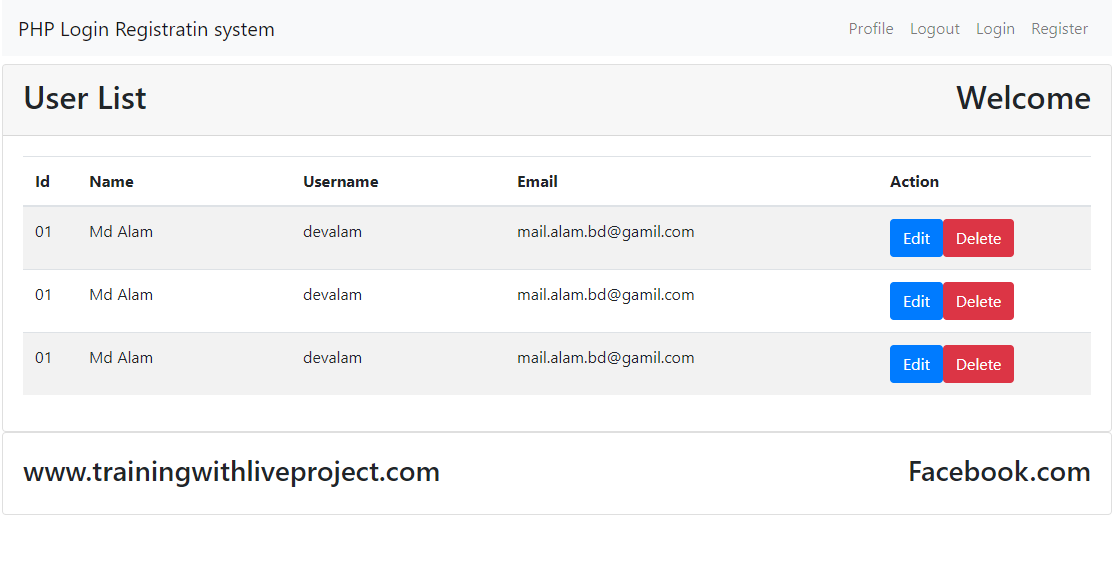 PHP Login Registratin system Profile Logout Login Register
User List Welcome
Id Name Username Email Action
01 Md Alam devalam mail.alam.bd@gamil.com Edit Delete
01 Md Alam devalam mail.alam.bd@gamil.com Edit Delete
01 Md Alam devalam mail.alam.bd@gamil.com Edit Delete
www.trainingwithliveproject.com Facebook.com